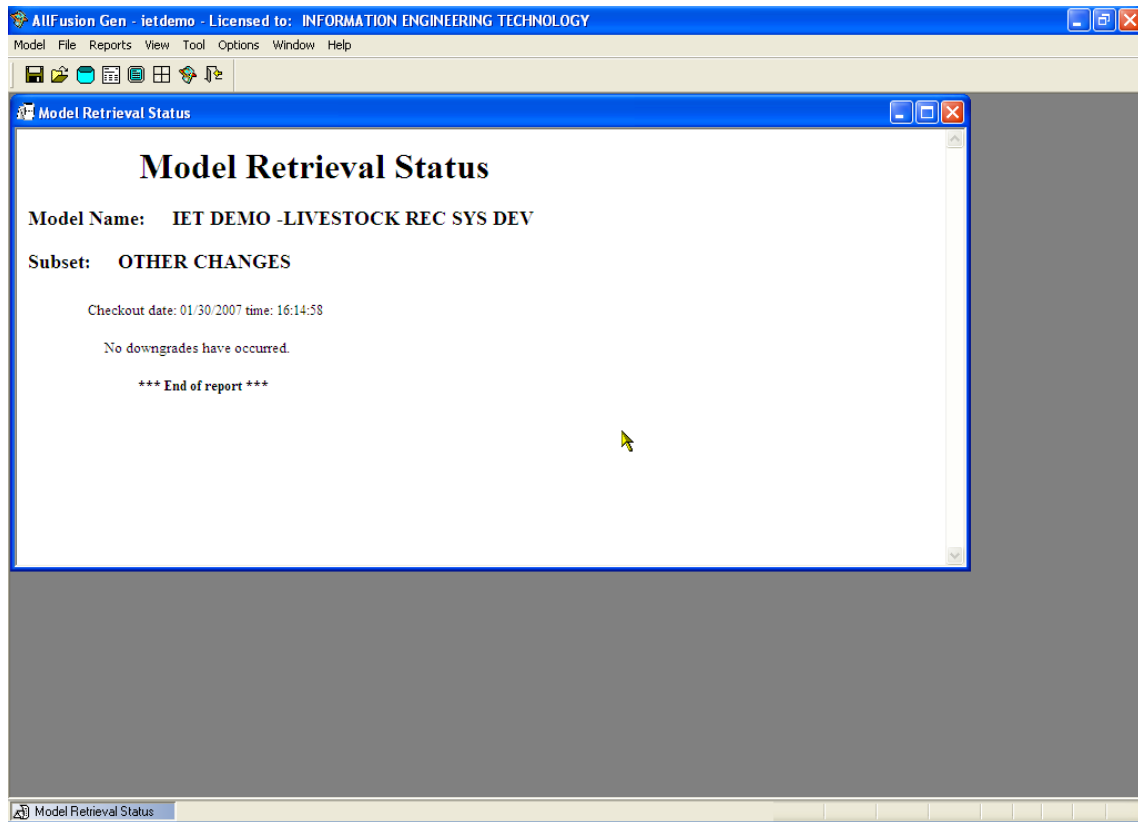 AllFusion Gen - ietdemo - Licensed to: INFORMATION ENGINEERING TECHNOLOGY
Model File Reports View Tool Options Window Help
Model Retrieval Status
Model Retrieval Status
Model Name: IET DEMO -LIVESTOCK REC SYS DEV
Subset: OTHER CHANGES
Checkout date: 01/30/2007 time: 16:14:58
No downgrades have occurred.
*** End of report ***
Model Retrieval Status